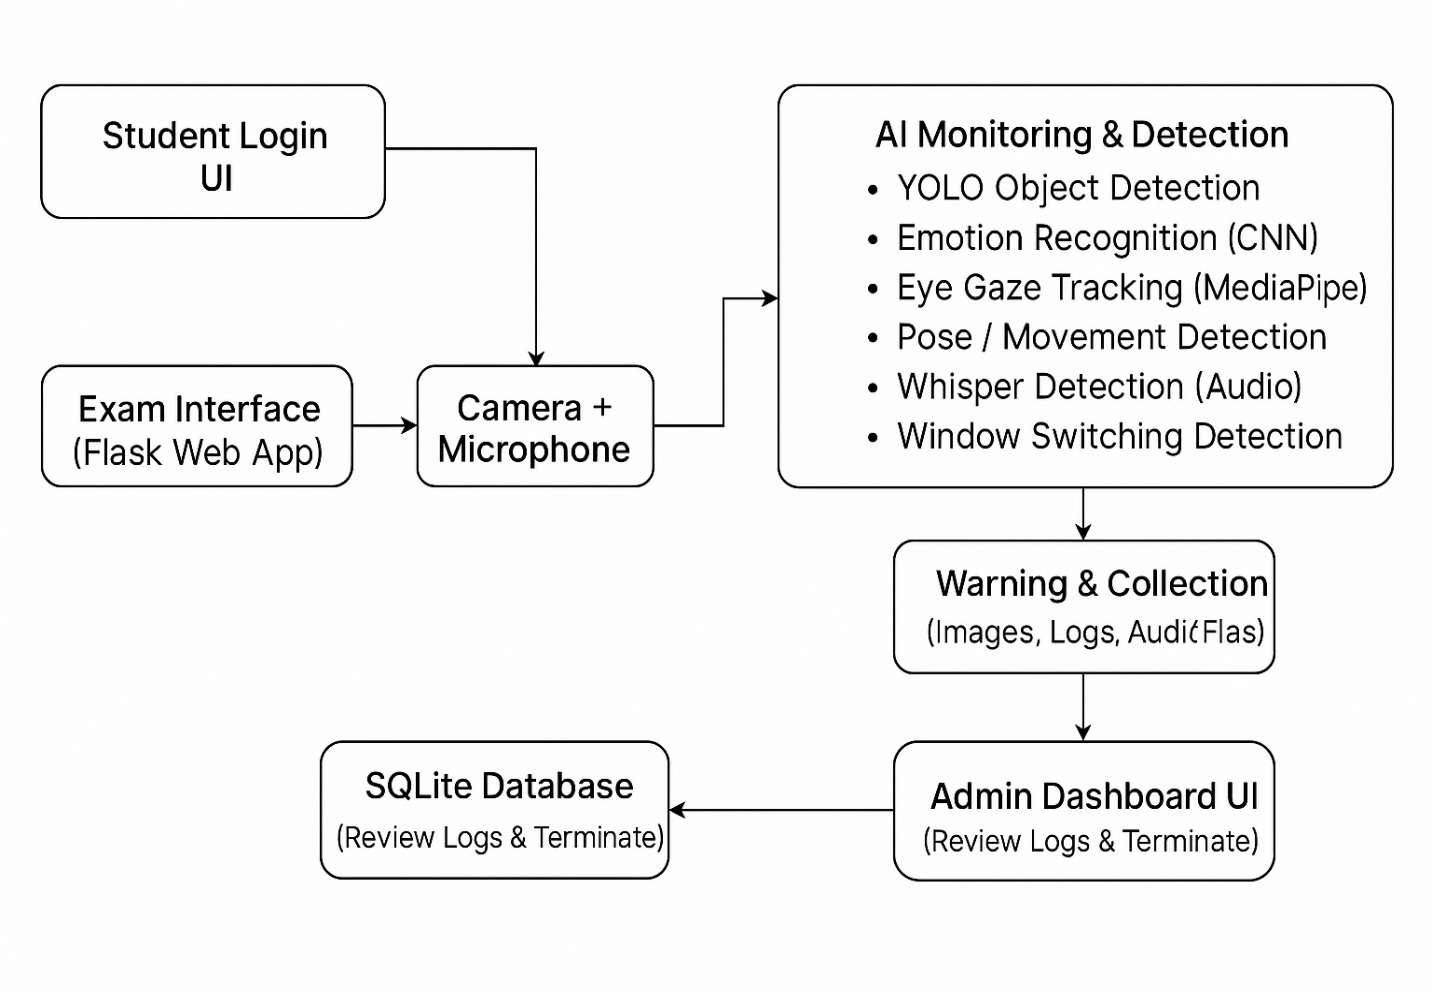 Student Login
UI
Exam Interface
(Flask Web App)
Camera +
Microphone
AI Monitoring & Detection
• YOLO Object Detection
• Emotion Recognition (CNN)
• Eye Gaze Tracking (MediaPipe)
• Pose / Movement Detection
• Whisper Detection (Audio)
• Window Switching Detection
Warning & Collection
(Images, Logs, Flas)
Admin Dashboard UI
(Review Logs & Terminate)
SQLite Database
(Review Logs & Terminate)